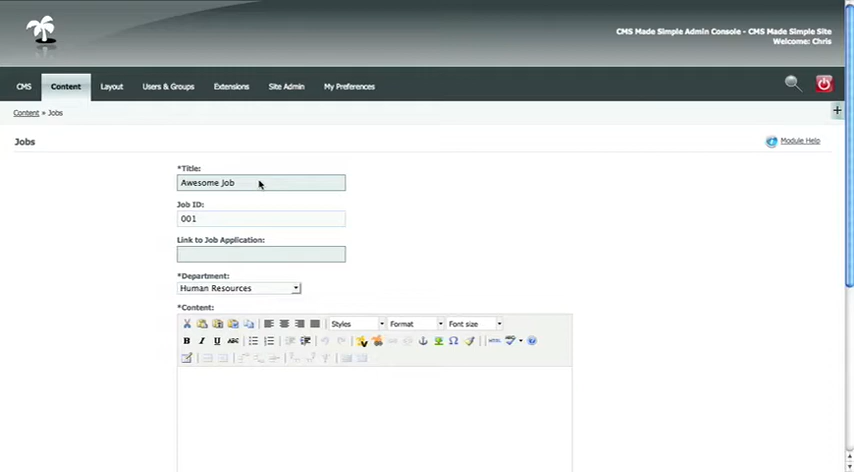 CMS Made Simple Admin Console - CMS Made Simple Site
Welcome: Chris
CMS Content Layout Users & Groups Extensions Site Admin My Preferences
Content » Jobs
Jobs
Module Help
*Title:
Awesome Job
Job ID:
001
Link to Job Application:
*Department:
Human Resources
*Content:
Styles Format Font size
B I U ABC HTML